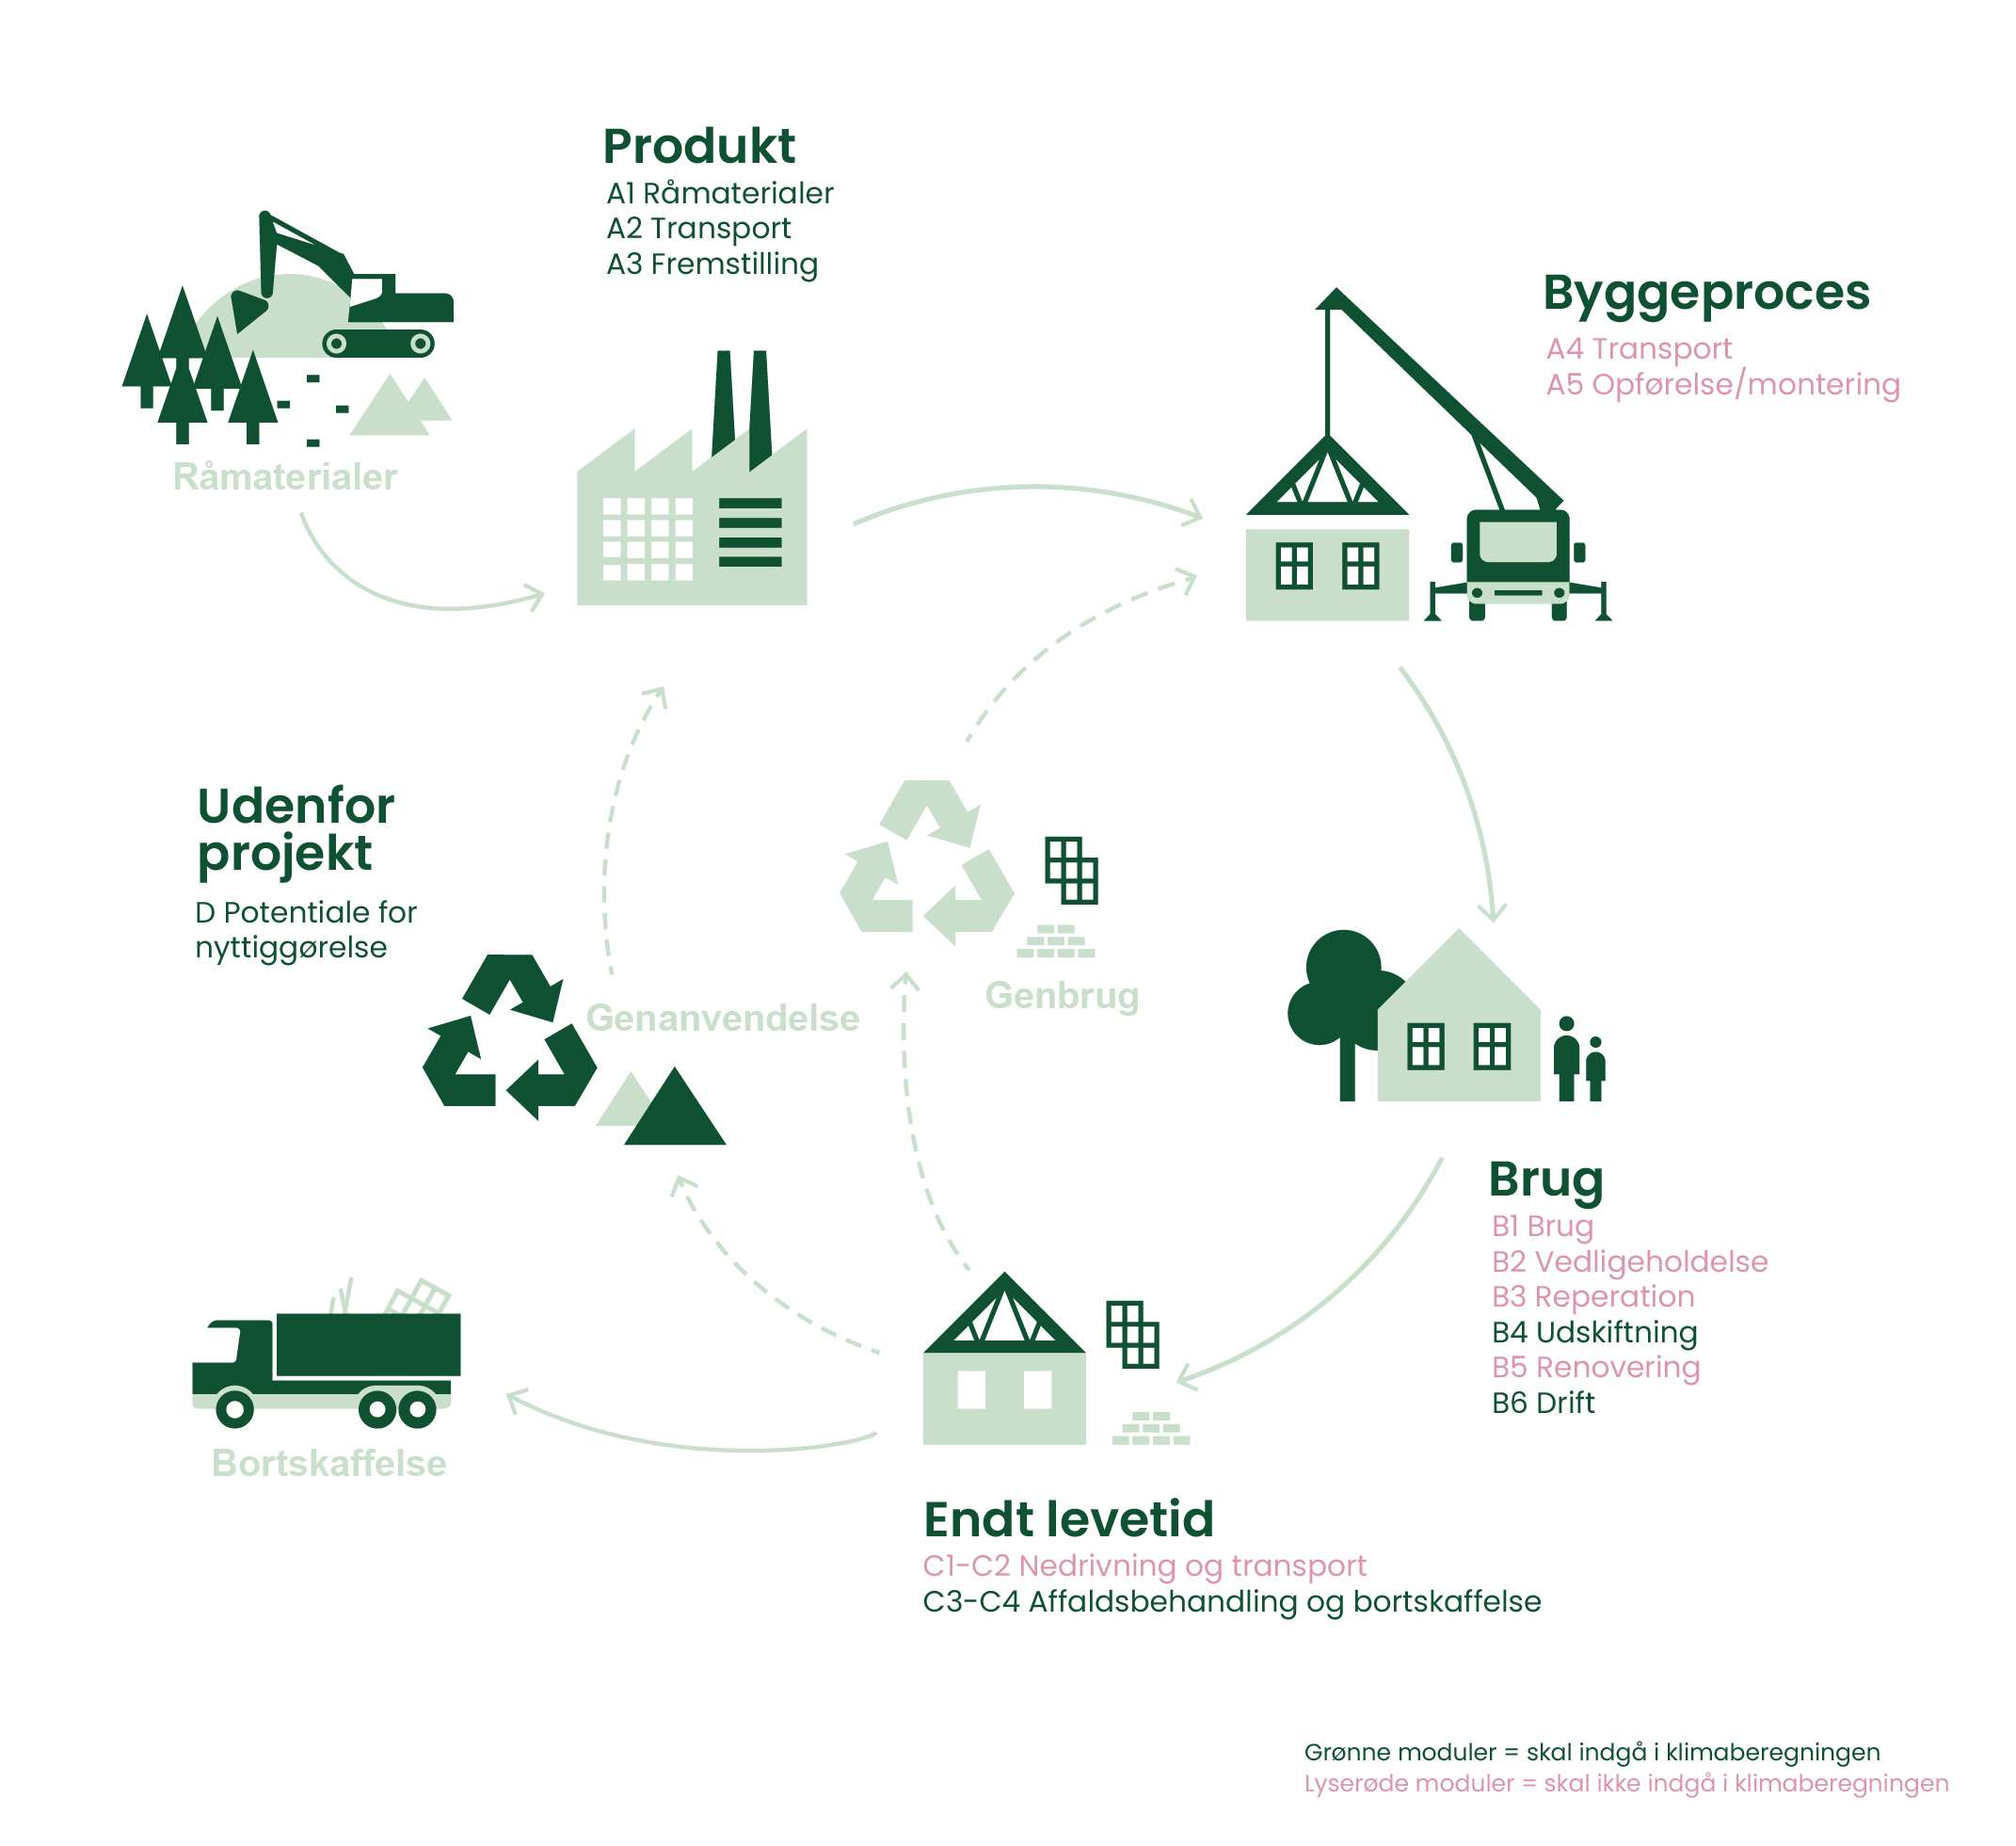 Produkt
A1 Råmaterialer
A2 Transport
A3 Fremstilling
Byggeproces
A4 Transport
A5 Opførelse/montering
Råmaterialer
Udenfor
projekt
D Potentiale for
nyttiggørelse
Genanvendelse
Genbrug
Brug
B1 Brug
B2 Vedligeholdelse
B3 Reperation
B4 Udskiftning
B5 Renovering
B6 Drift
Bortskaffelse
Endt levetid
C1-C2 Nedrivning og transport
C3-C4 Affaldsbehandling og bortskaffelse
Grønne moduler = skal indgå i klimaberegningen
Lyserøde moduler = skal ikke indgå i klimaberegningen